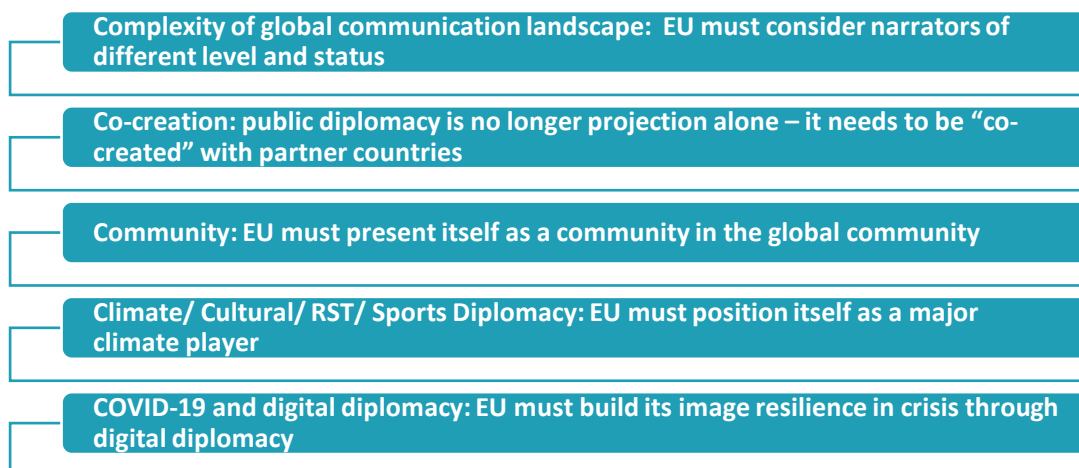 Complexity of global communication landscape:  EU must consider narrators of
different level and status
Co-creation: public diplomacy is no longer projection alone – it needs to be “co-
created” with partner countries
Community: EU must present itself as a community in the global community
Climate/ Cultural/ RST/ Sports Diplomacy: EU must position itself as a major
climate player
COVID-19 and digital diplomacy: EU must build its image resilience in crisis through
digital diplomacy